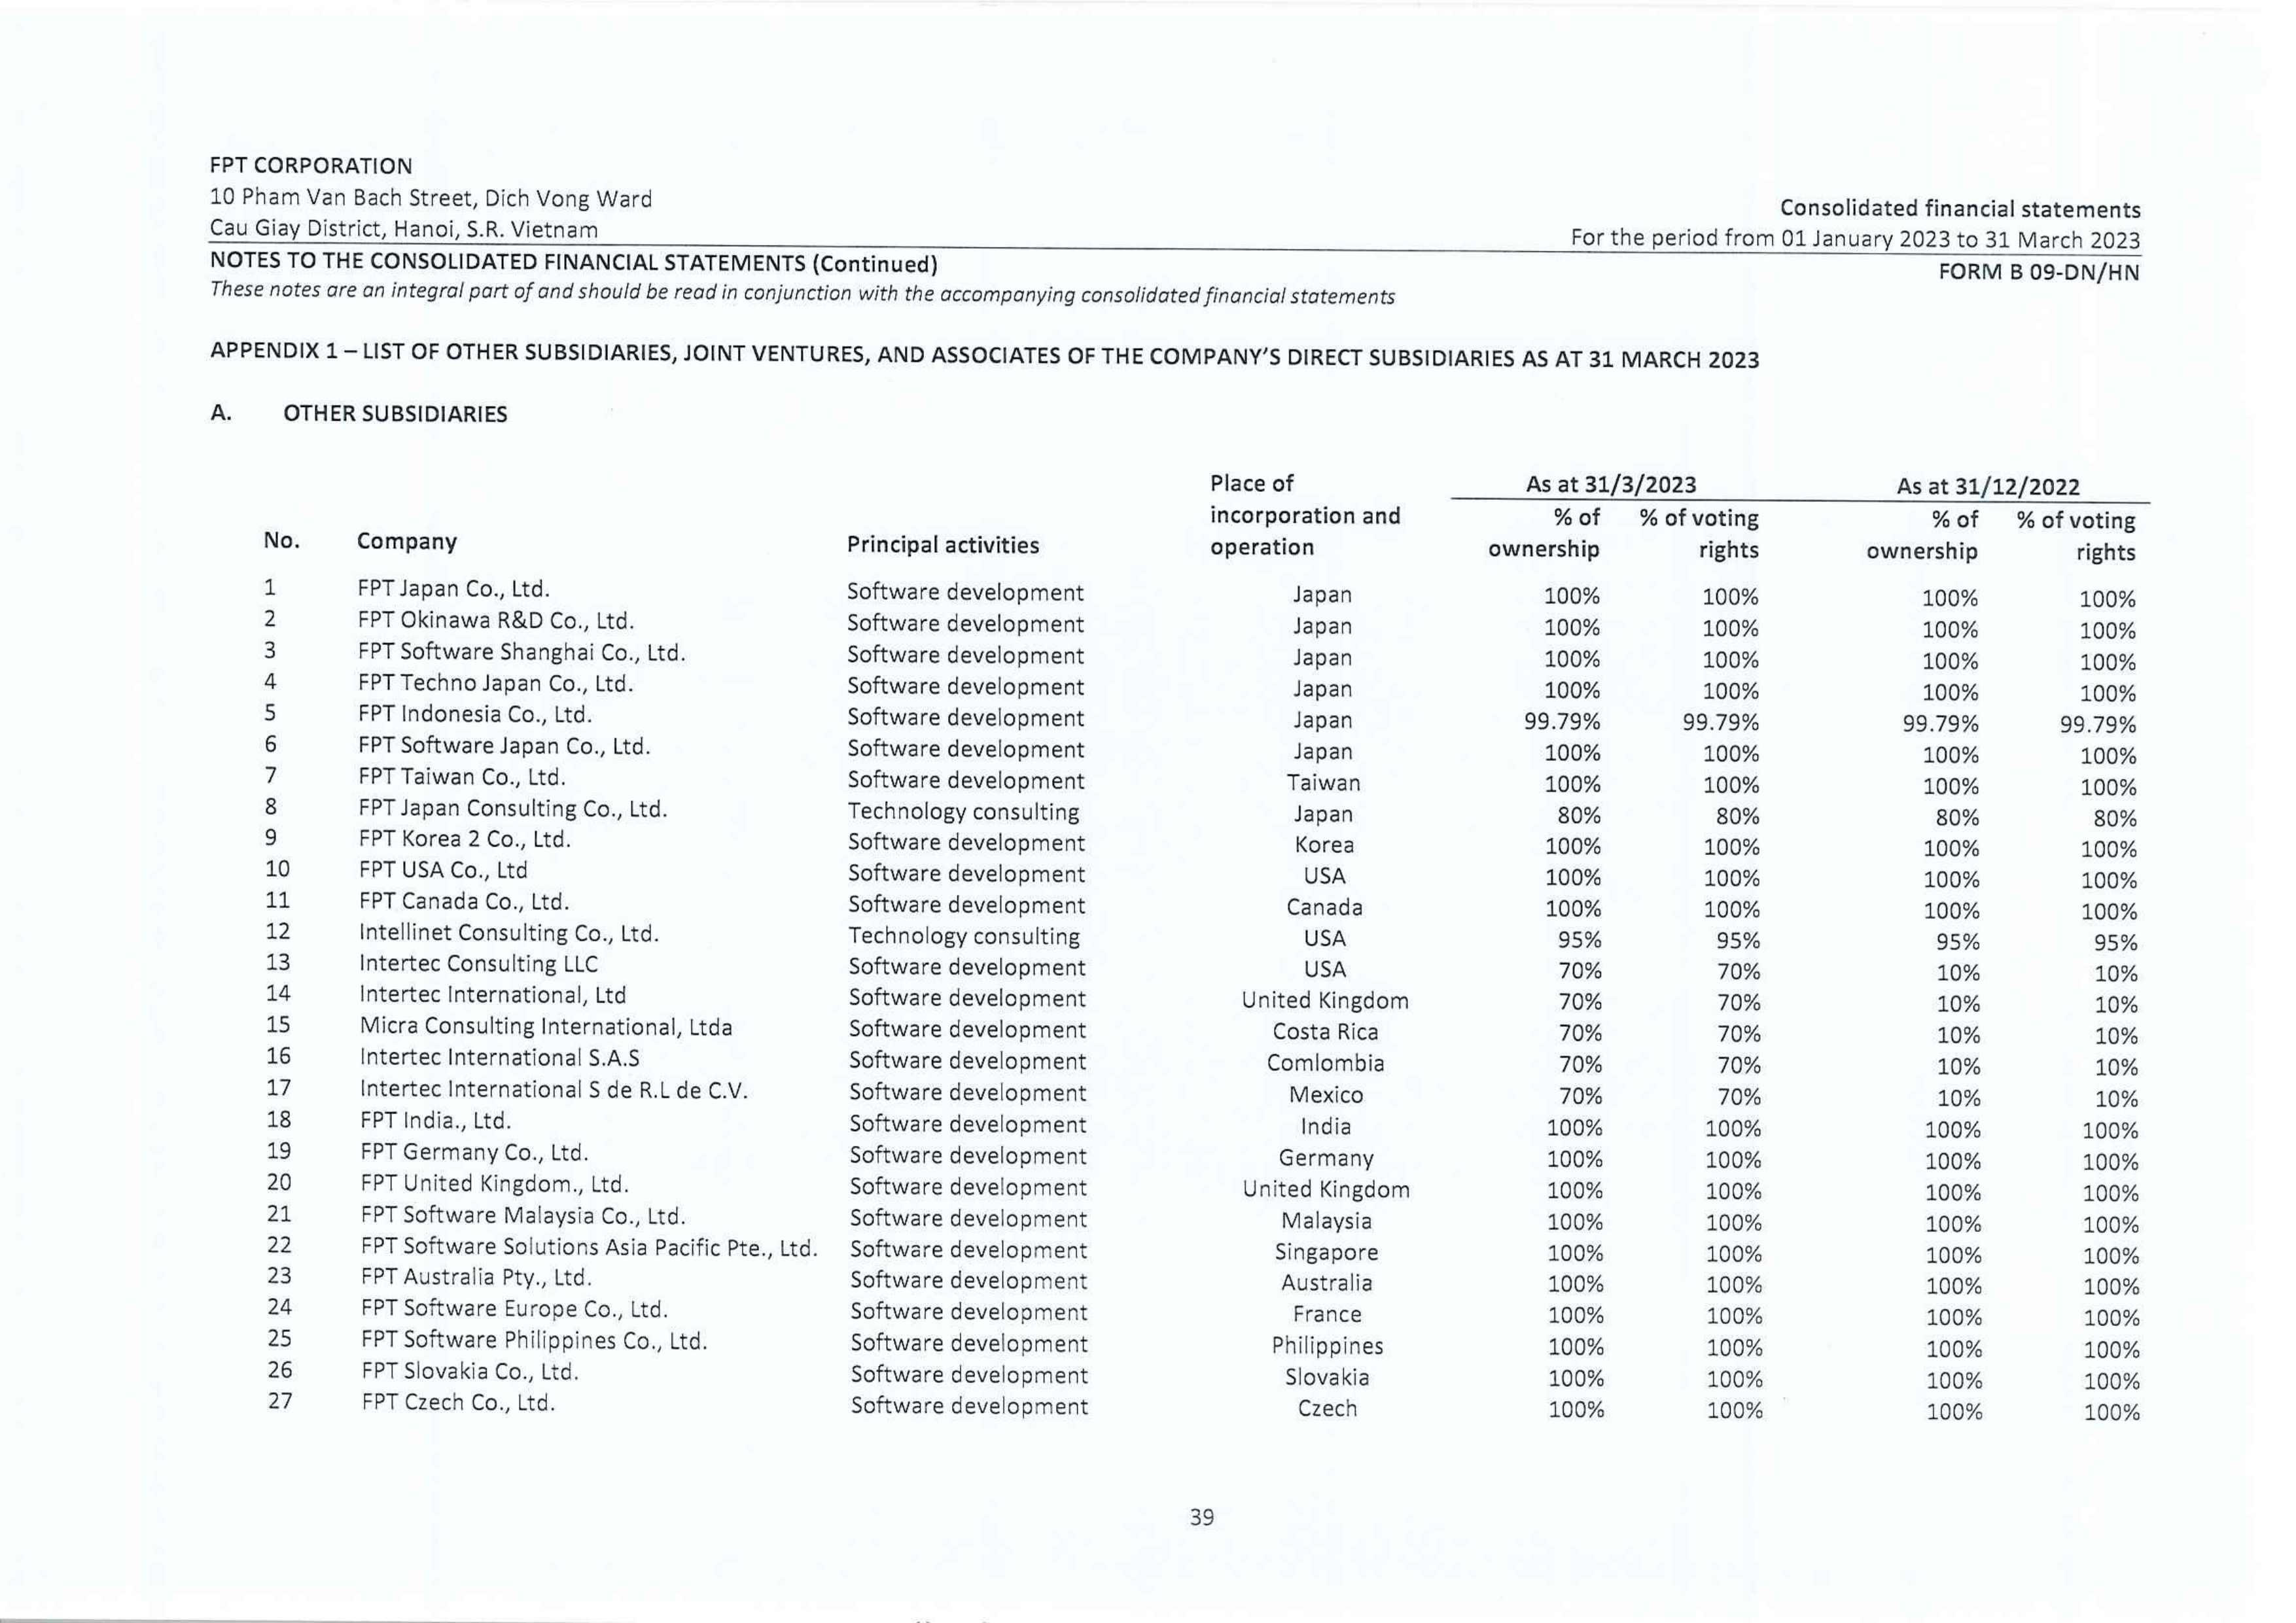 FPT CORPORATION
10 Pham Van Bach Street, Dich Vong Ward
Cau Giay District, Hanoi, S.R. Vietnam
Consolidated financial statements
For the period from 01 January 2023 to 31 March 2023
NOTES TO THE CONSOLIDATED FINANCIAL STATEMENTS (Continued)
FORM B 09-DN/HN
These notes are an integral part of and should be read in conjunction with the accompanying consolidated financial statements
APPENDIX 1 – LIST OF OTHER SUBSIDIARIES, JOINT VENTURES, AND ASSOCIATES OF THE COMPANY'S DIRECT SUBSIDIARIES AS AT 31 MARCH 2023
A. OTHER SUBSIDIARIES
Place of As at 31/3/2023 As at 31/12/2022
incorporation and % of % of voting % of % of voting
No. Company Principal activities operation ownership rights ownership rights
1 FPT Japan Co., Ltd. Software development Japan 100% 100% 100% 100%
2 FPT Okinawa R&D Co., Ltd. Software development Japan 100% 100% 100% 100%
3 FPT Software Shanghai Co., Ltd. Software development Japan 100% 100% 100% 100%
4 FPT Techno Japan Co., Ltd. Software development Japan 100% 100% 100% 100%
5 FPT Indonesia Co., Ltd. Software development Japan 99.79% 99.79% 99.79% 99.79%
6 FPT Software Japan Co., Ltd. Software development Japan 100% 100% 100% 100%
7 FPT Taiwan Co., Ltd. Software development Taiwan 100% 100% 100% 100%
8 FPT Japan Consulting Co., Ltd. Technology consulting Japan 80% 80% 80% 80%
9 FPT Korea 2 Co., Ltd. Software development Korea 100% 100% 100% 100%
10 FPT USA Co., Ltd Software development USA 100% 100% 100% 100%
11 FPT Canada Co., Ltd. Software development Canada 100% 100% 100% 100%
12 Intellinet Consulting Co., Ltd. Technology consulting USA 95% 95% 95% 95%
13 Intertec Consulting LLC Software development USA 70% 70% 10% 10%
14 Intertec International, Ltd Software development United Kingdom 70% 70% 10% 10%
15 Micra Consulting International, Ltda Software development Costa Rica 70% 70% 10% 10%
16 Intertec International S.A.S Software development Comlombia 70% 70% 10% 10%
17 Intertec International S de R.L de C.V. Software development Mexico 70% 70% 10% 10%
18 FPT India., Ltd. Software development India 100% 100% 100% 100%
19 FPT Germany Co., Ltd. Software development Germany 100% 100% 100% 100%
20 FPT United Kingdom., Ltd. Software development United Kingdom 100% 100% 100% 100%
21 FPT Software Malaysia Co., Ltd. Software development Malaysia 100% 100% 100% 100%
22 FPT Software Solutions Asia Pacific Pte., Ltd. Software development Singapore 100% 100% 100% 100%
23 FPT Australia Pty., Ltd. Software development Australia 100% 100% 100% 100%
24 FPT Software Europe Co., Ltd. Software development France 100% 100% 100% 100%
25 FPT Software Philippines Co., Ltd. Software development Philippines 100% 100% 100% 100%
26 FPT Slovakia Co., Ltd. Software development Slovakia 100% 100% 100% 100%
27 FPT Czech Co., Ltd. Software development Czech 100% 100% 100% 100%
39